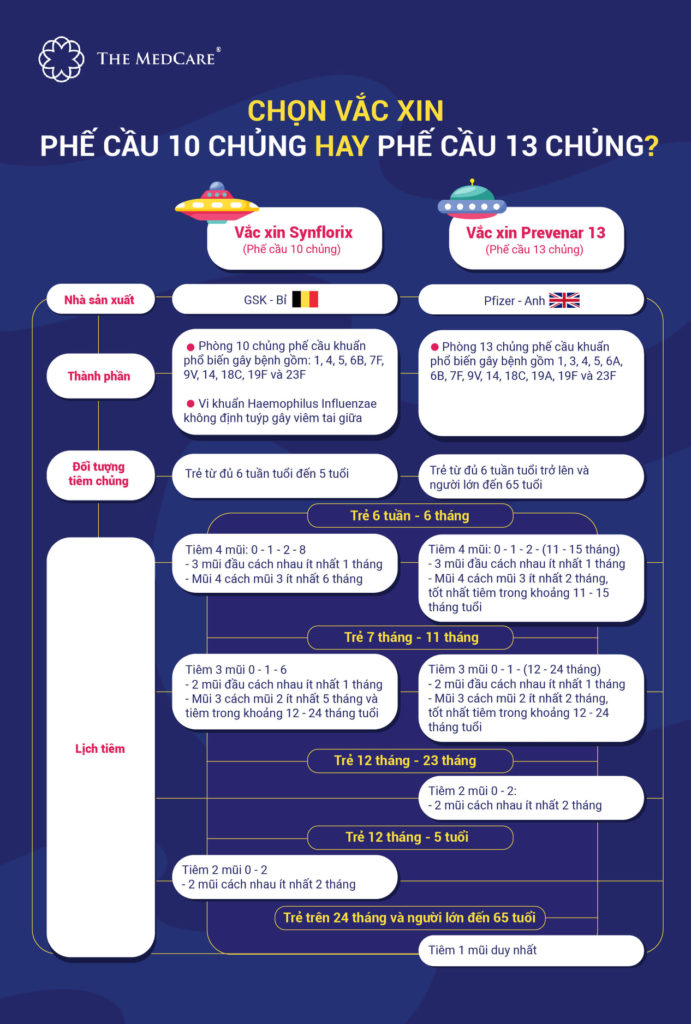 THE MEDCARE®
CHỌN VẮC XIN
PHẾ CẦU 10 CHỦNG HAY PHẾ CẦU 13 CHỦNG?
Vắc xin Synflorix
(Phế cầu 10 chủng)
Vắc xin Prevenar 13
(Phế cầu 13 chủng)
Nhà sản xuất
GSK - Bỉ
Pfizer - Anh
Thành phần
● Phòng 10 chủng phế cầu khuẩn
phổ biến gây bệnh gồm: 1, 4, 5, 6B, 7F,
9V, 14, 18C, 19F và 23F
● Vi khuẩn Haemophilus Influenzae
không định tuýp gây viêm tai giữa
● Phòng 13 chủng phế cầu khuẩn
phổ biến gây bệnh gồm 1, 3, 4, 5, 6A,
6B, 7F, 9V, 14, 18C, 19A, 19F và 23F
Đối tượng
tiêm chủng
Trẻ từ đủ 6 tuần tuổi đến 5 tuổi
Trẻ từ đủ 6 tuần tuổi trở lên và
người lớn đến 65 tuổi
Lịch tiêm
Trẻ 6 tuần - 6 tháng
Tiêm 4 mũi: 0 - 1 - 2 - 8
- 3 mũi đầu cách nhau ít nhất 1 tháng
- Mũi 4 cách mũi 3 ít nhất 6 tháng
Tiêm 4 mũi: 0 - 1 - 2 - (11 - 15 tháng)
- 3 mũi đầu cách nhau ít nhất 1 tháng
- Mũi 4 cách mũi 3 ít nhất 2 tháng,
tốt nhất tiêm trong khoảng 11 - 15
tháng tuổi
Trẻ 7 tháng - 11 tháng
Tiêm 3 mũi 0 - 1 - 6
- 2 mũi đầu cách nhau ít nhất 1 tháng
- Mũi 3 cách mũi 2 ít nhất 5 tháng và
tiêm trong khoảng 12 - 24 tháng tuổi
Tiêm 3 mũi 0 - 1 - (12 - 24 tháng)
- 2 mũi đầu cách nhau ít nhất 1 tháng
- Mũi 3 cách mũi 2 ít nhất 2 tháng,
tốt nhất tiêm trong khoảng 12 - 24
tháng tuổi
Trẻ 12 tháng - 23 tháng
Tiêm 2 mũi 0 - 2:
- 2 mũi cách nhau ít nhất 2 tháng
Trẻ 12 tháng - 5 tuổi
Tiêm 2 mũi 0 - 2
- 2 mũi cách nhau ít nhất 2 tháng
Trẻ trên 24 tháng và người lớn đến 65 tuổi
Tiêm 1 mũi duy nhất